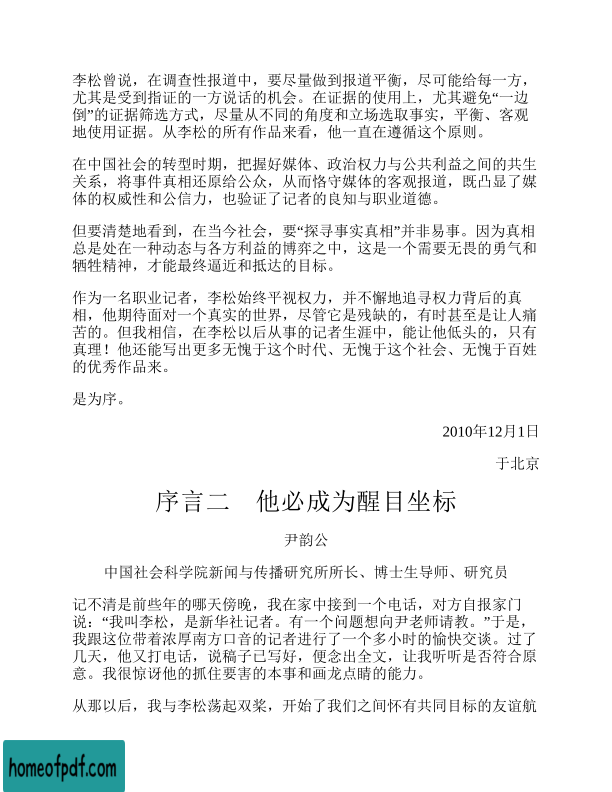 李松曾说，在调查性报道中，要尽量做到报道平衡，尽可能给每一方，
尤其是受到指证的一方说话的机会。在证据的使用上，尤其避免“一边
倒”的证据筛选方式，尽量从不同的角度和立场选取事实，平衡、客观
地使用证据。从李松的所有作品来看，他一直在遵循这个原则。
在中国社会的转型时期，把握好媒体、政治权力与公共利益之间的共生
关系，将事件真相还原给公众，从而恪守媒体的客观报道，既凸显了媒
体的权威性和公信力，也验证了记者的良知与职业道德。
但要清楚地看到，在当今社会，要“探寻事实真相”并非易事。因为真相
总是处在一种动态与各方利益的博弈之中，这是一个需要无畏的勇气和
牺牲精神，才能最终逼近和抵达的目标。
作为一名职业记者，李松始终平视权力，并不懈地追寻权力背后的真
相，他期待面对一个真实的世界，尽管它是残缺的，有时甚至是让人痛
苦的。但我相信，在李松以后从事的记者生涯中，能让他低头的，只有
真理！他还能写出更多无愧于这个时代、无愧于这个社会、无愧于百姓
的优秀作品来。
是为序。
2010年12月1日
于北京
序言二　他必成为醒目坐标
尹韵公
中国社会科学院新闻与传播研究所所长、博士生导师、研究员
记不清是前些年的哪天傍晚，我在家中接到一个电话，对方自报家门
说：“我叫李松，是新华社记者。有一个问题想向尹老师请教。”于是，
我跟这位带着浓厚南方口音的记者进行了一个多小时的愉快交谈。过了
几天，他又打电话，说稿子已写好，便念出全文，让我听听是否符合原
意。我很惊讶他的抓住要害的本事和画龙点睛的能力。
从那以后，我与李松荡起双桨，开始了我们之间怀有共同目标的友谊航
homeofpdf.com